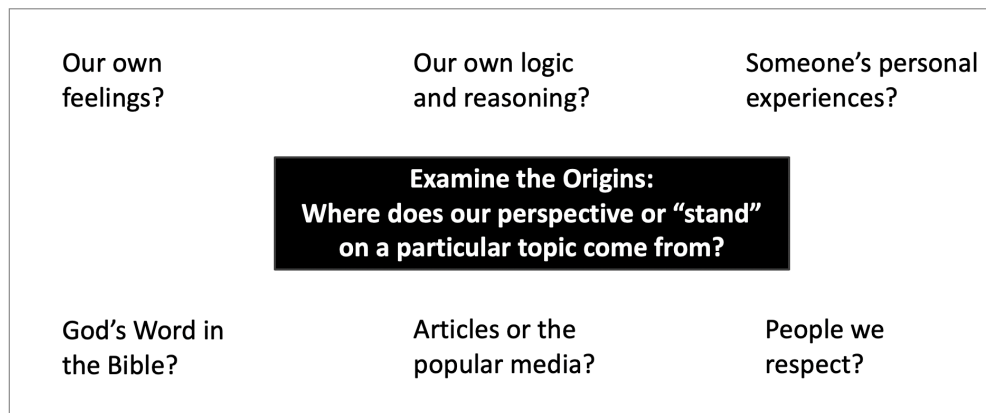 Our own
feelings?
Our own logic
and reasoning?
Someone’s personal
experiences?
Examine the Origins:
Where does our perspective or “stand”
on a particular topic come from?
God’s Word in
the Bible?
Articles or the
popular media?
People we
respect?